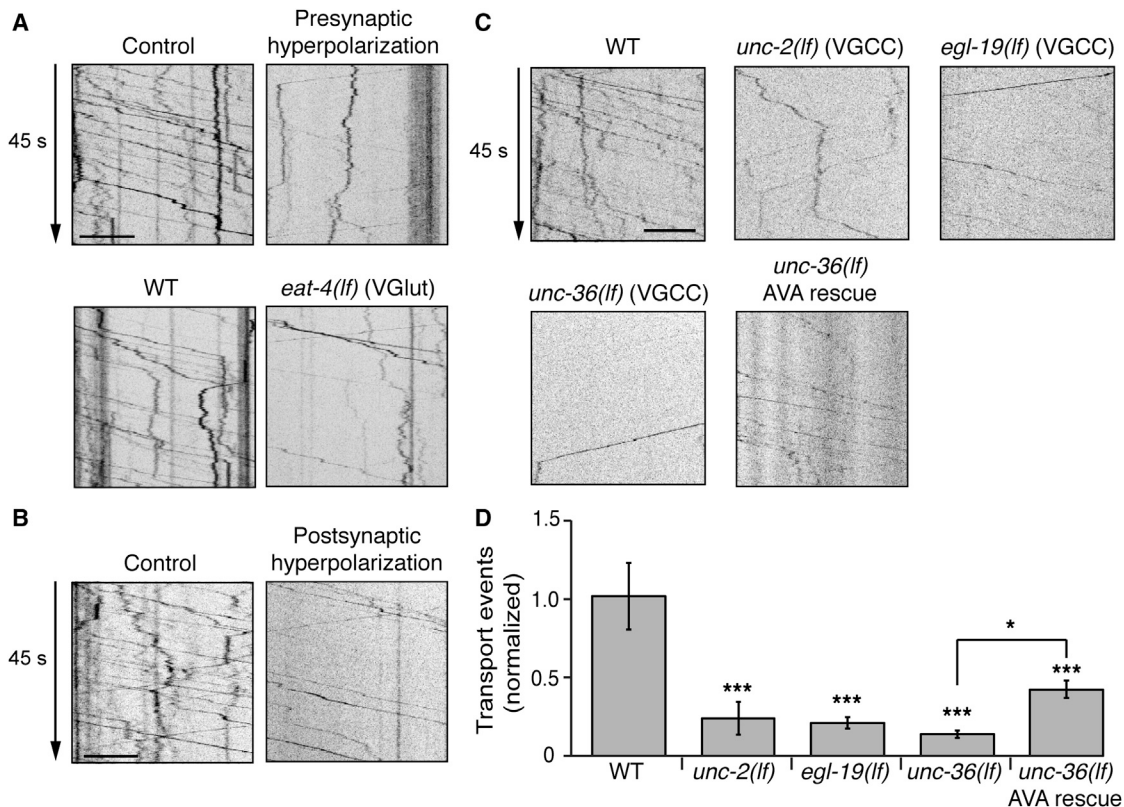 A
Control
Presynaptic
hyperpolarization
45 s
WT
eat-4(lf) (VGlut)
B
Control
Postsynaptic
hyperpolarization
45 s
C
WT
unc-2(lf) (VGCC)
egl-19(lf) (VGCC)
45 s
unc-36(lf) (VGCC)
unc-36(lf)
AVA rescue
D
Transport events
(normalized)
1.5
1.0
0.5
0
***
***
***
*
***
WT
unc-2(lf)
egl-19(lf)
unc-36(lf)
unc-36(lf)
AVA rescue